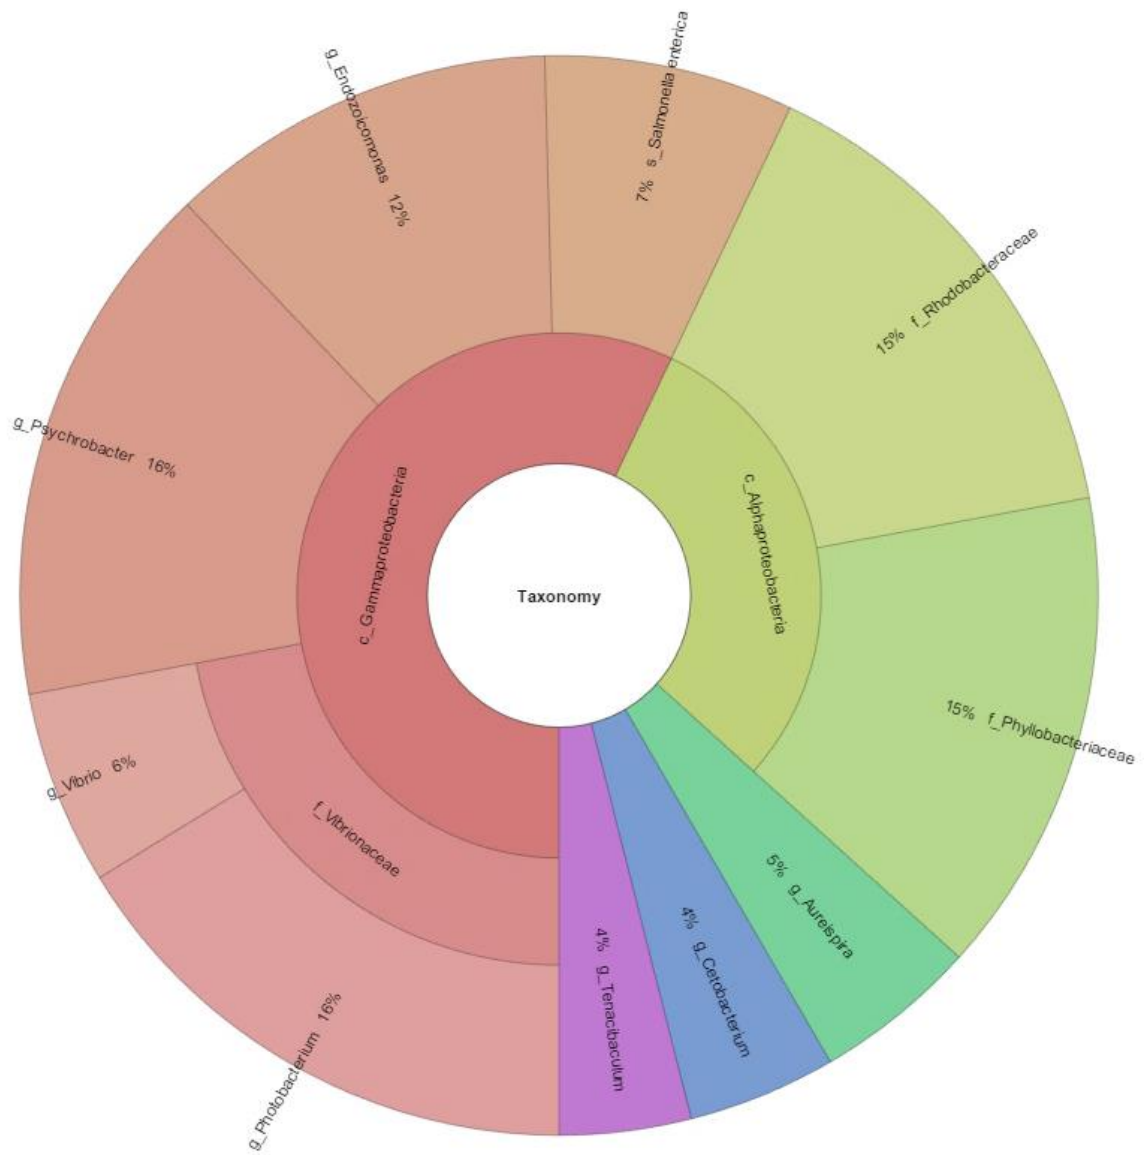 s_Salmonella enterica 7%
g_Endozoicomonas 12%
15% f_Rhodobacteraceae
g_Psychrobacter 16%
c_Gammaproteobacteria
c_Alphaproteobacteria
Taxonomy
15% f_Phyllobacteriaceae
g_Vibrio 6%
f_Vibrionaceae
5% g_Aureispira
4% g_Cetobacterium
4% g_Tenacibaculum
g_Photobacterium 16%